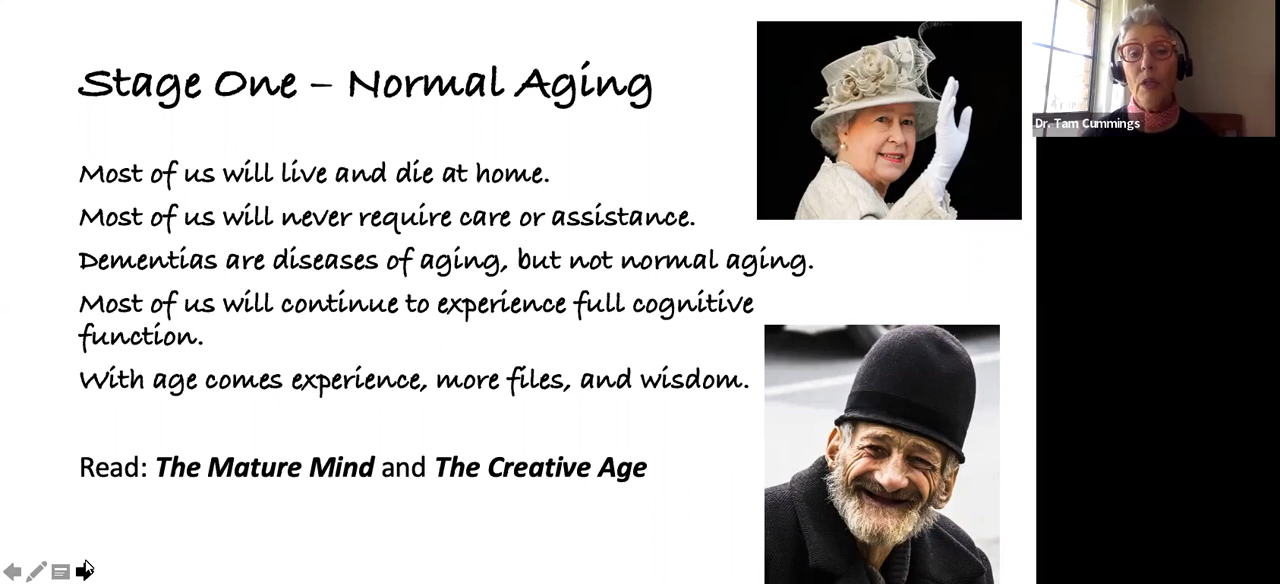 Stage One – Normal Aging
Most of us will live and die at home.
Most of us will never require care or assistance.
Dementias are diseases of aging, but not normal aging.
Most of us will continue to experience full cognitive
function.
With age comes experience, more files, and wisdom.
Read: The Mature Mind and The Creative Age
Dr. Tam Cummings